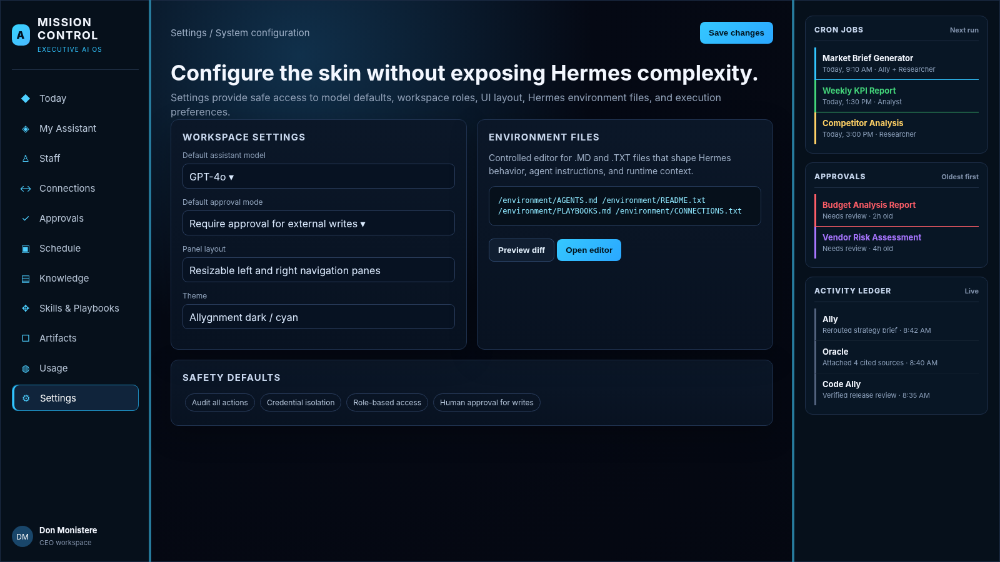 A
MISSION
CONTROL
EXECUTIVE AI OS
Today
My Assistant
Staff
Connections
Approvals
Schedule
Knowledge
Skills & Playbooks
Artifacts
Usage
Settings
DM
Don Monistere
CEO workspace
Settings / System configuration
Save changes
Configure the skin without exposing Hermes complexity.
Settings provide safe access to model defaults, workspace roles, UI layout, Hermes environment files, and execution
preferences.
WORKSPACE SETTINGS
Default assistant model
GPT-4o ▾
Default approval mode
Require approval for external writes ▾
Panel layout
Resizable left and right navigation panes
Theme
Allygnment dark / cyan
ENVIRONMENT FILES
Controlled editor for .MD and .TXT files that shape Hermes
behavior, agent instructions, and runtime context.
/environment/AGENTS.md /environment/README.txt
/environment/PLAYBOOKS.md /environment/CONNECTIONS.txt
Preview diff
Open editor
SAFETY DEFAULTS
Audit all actions
Credential isolation
Role-based access
Human approval for writes
CRON JOBS
Next run
Market Brief Generator
Today, 9:10 AM · Ally + Researcher
Weekly KPI Report
Today, 1:30 PM · Analyst
Competitor Analysis
Today, 3:00 PM · Researcher
APPROVALS
Oldest first
Budget Analysis Report
Needs review · 2h old
Vendor Risk Assessment
Needs review · 4h old
ACTIVITY LEDGER
Live
Ally
Rerouted strategy brief · 8:42 AM
Oracle
Attached 4 cited sources · 8:40 AM
Code Ally
Verified release review · 8:35 AM